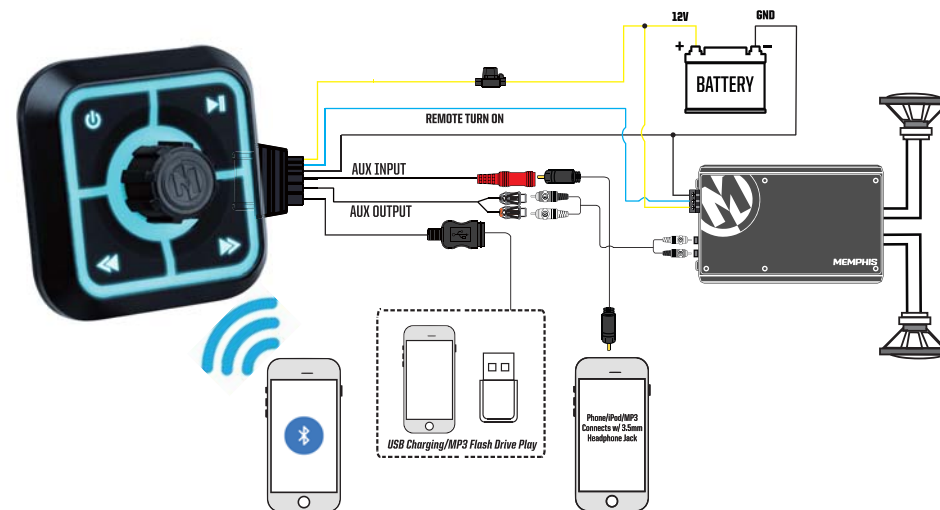 12V
GND
+
-
BATTERY
REMOTE TURN ON
AUX INPUT
AUX OUTPUT
M
M
MEMPHIS
USB Charging/MP3 Flash Drive Play
Phone/iPod/MP3
Connects w/ 3.5mm
Headphone Jack